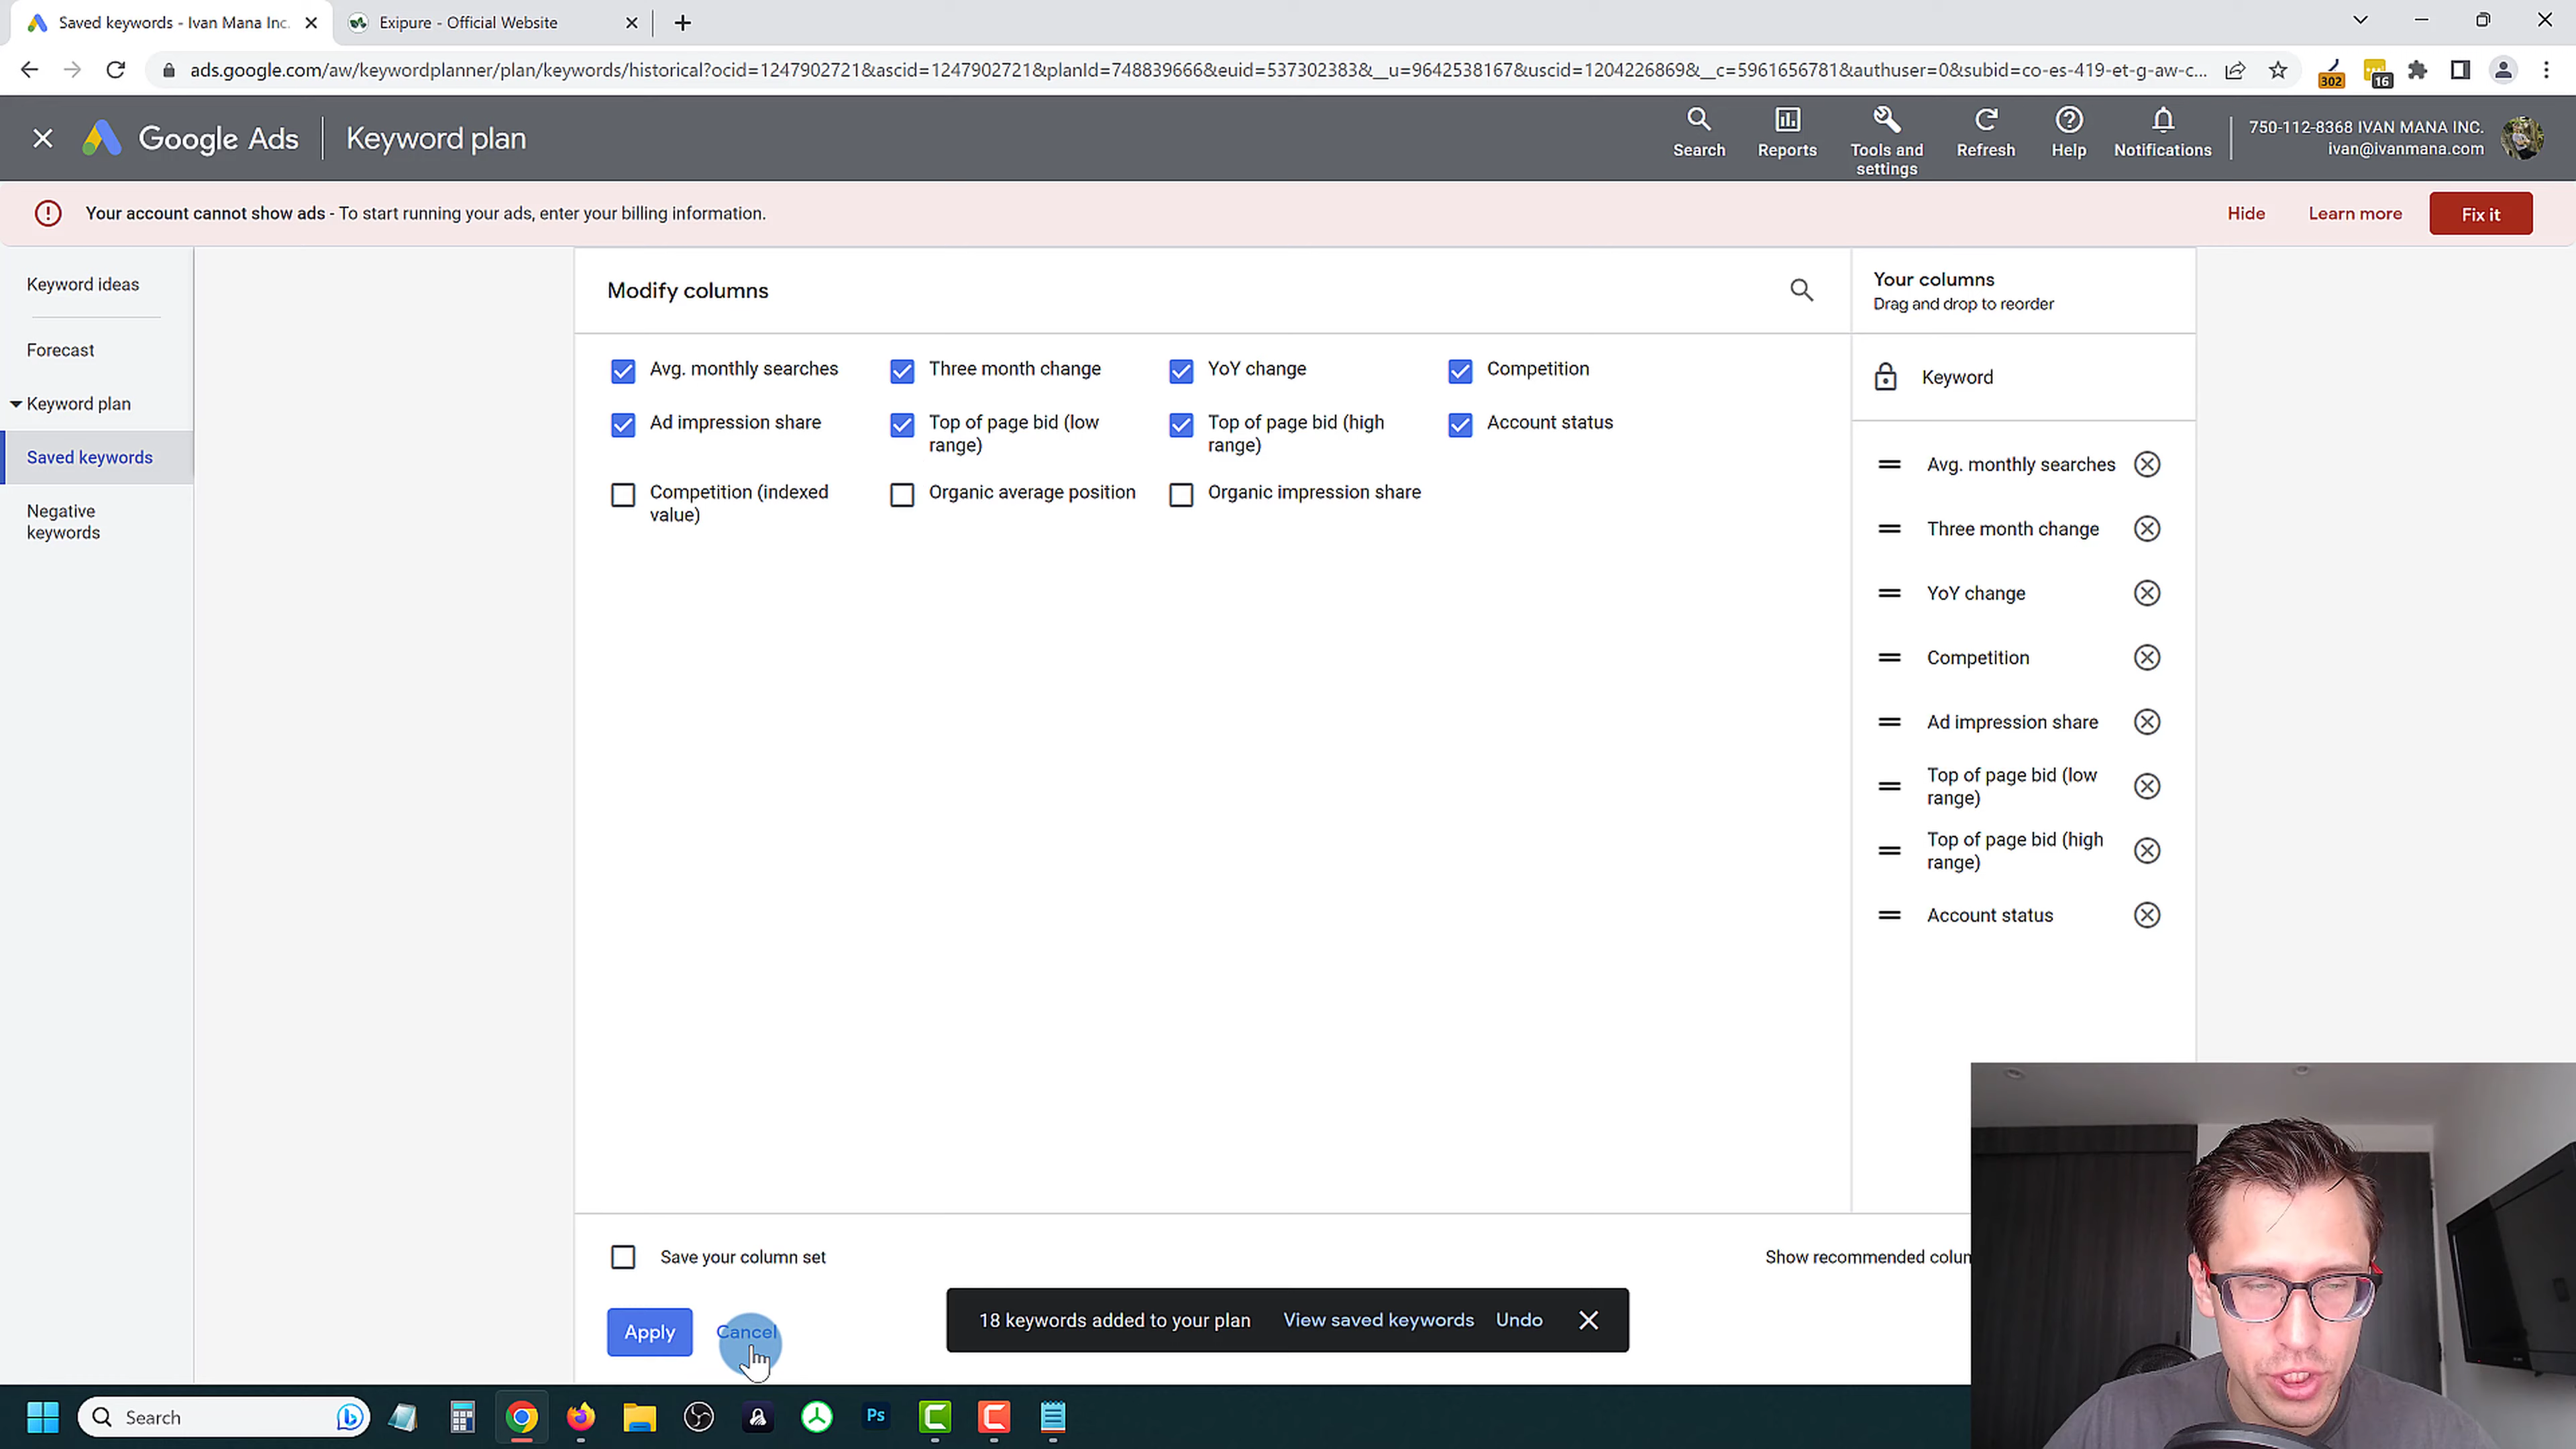 Saved keywords - Ivan Mana Inc.
Exipure - Official Website
ads.google.com/aw/keywordplanner/plan/keywords/historical?ocid=1247902721&ascid=1247902721&planId=748839666&euid=537302383&__u=9642538167&uscid=1204226869&__c=5961656781&authuser=0&subid=co-es-419-et-g-aw-c...
302
16
Google Ads
Keyword plan
Search
Reports
Tools and
settings
Refresh
Help
Notifications
750-112-8368 IVAN MANA INC.
ivan@ivanmana.com
Your account cannot show ads - To start running your ads, enter your billing information.
Hide
Learn more
Fix it
Keyword ideas
Forecast
Keyword plan
Saved keywords
Negative
keywords
Modify columns
Avg. monthly searches
Three month change
YoY change
Competition
Ad impression share
Top of page bid (low
range)
Top of page bid (high
range)
Account status
Competition (indexed
value)
Organic average position
Organic impression share
Your columns
Drag and drop to reorder
Keyword
Avg. monthly searches
Three month change
YoY change
Competition
Ad impression share
Top of page bid (low
range)
Top of page bid (high
range)
Account status
Save your column set
Show recommended colum
Apply
Cancel
18 keywords added to your plan
View saved keywords
Undo
Search
Ps